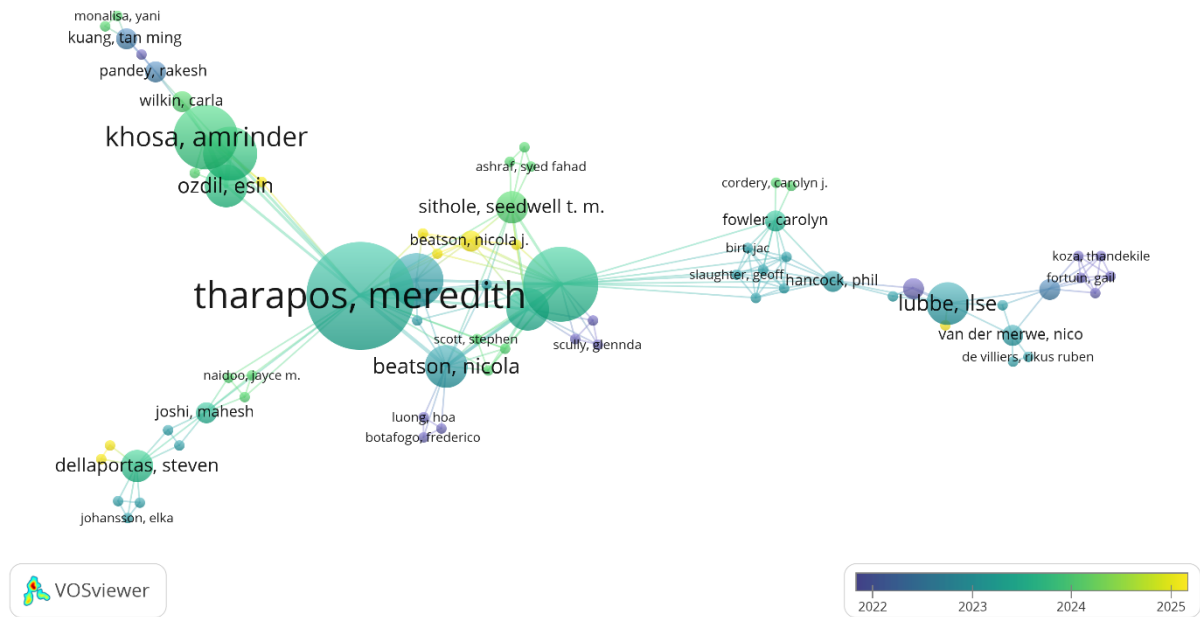 monalisa, yani
kuang, tan ming
pandey, rakesh
wilkin, carla
khosa, amrinder
ozdil, esin
ashraf, syed fahad
sithole, seedwell t. m.
beatson, nicola j.
cordery, carolyn j.
fowler, carolyn
birt, jac
slaughter, geoff
hancock, phil
koza, thandekile
fortuin, gail
lubbe, ilse
van der merwe, nico
de villiers, rikus ruben
tharapos, meredith
scott, stephen
scully, glennda
beatson, nicola
luong, hoa
botafogo, frederico
naidoo, jayce m.
joshi, mahesh
dellaportas, steven
johansson, elka
VOSviewer
2022 2023 2024 2025